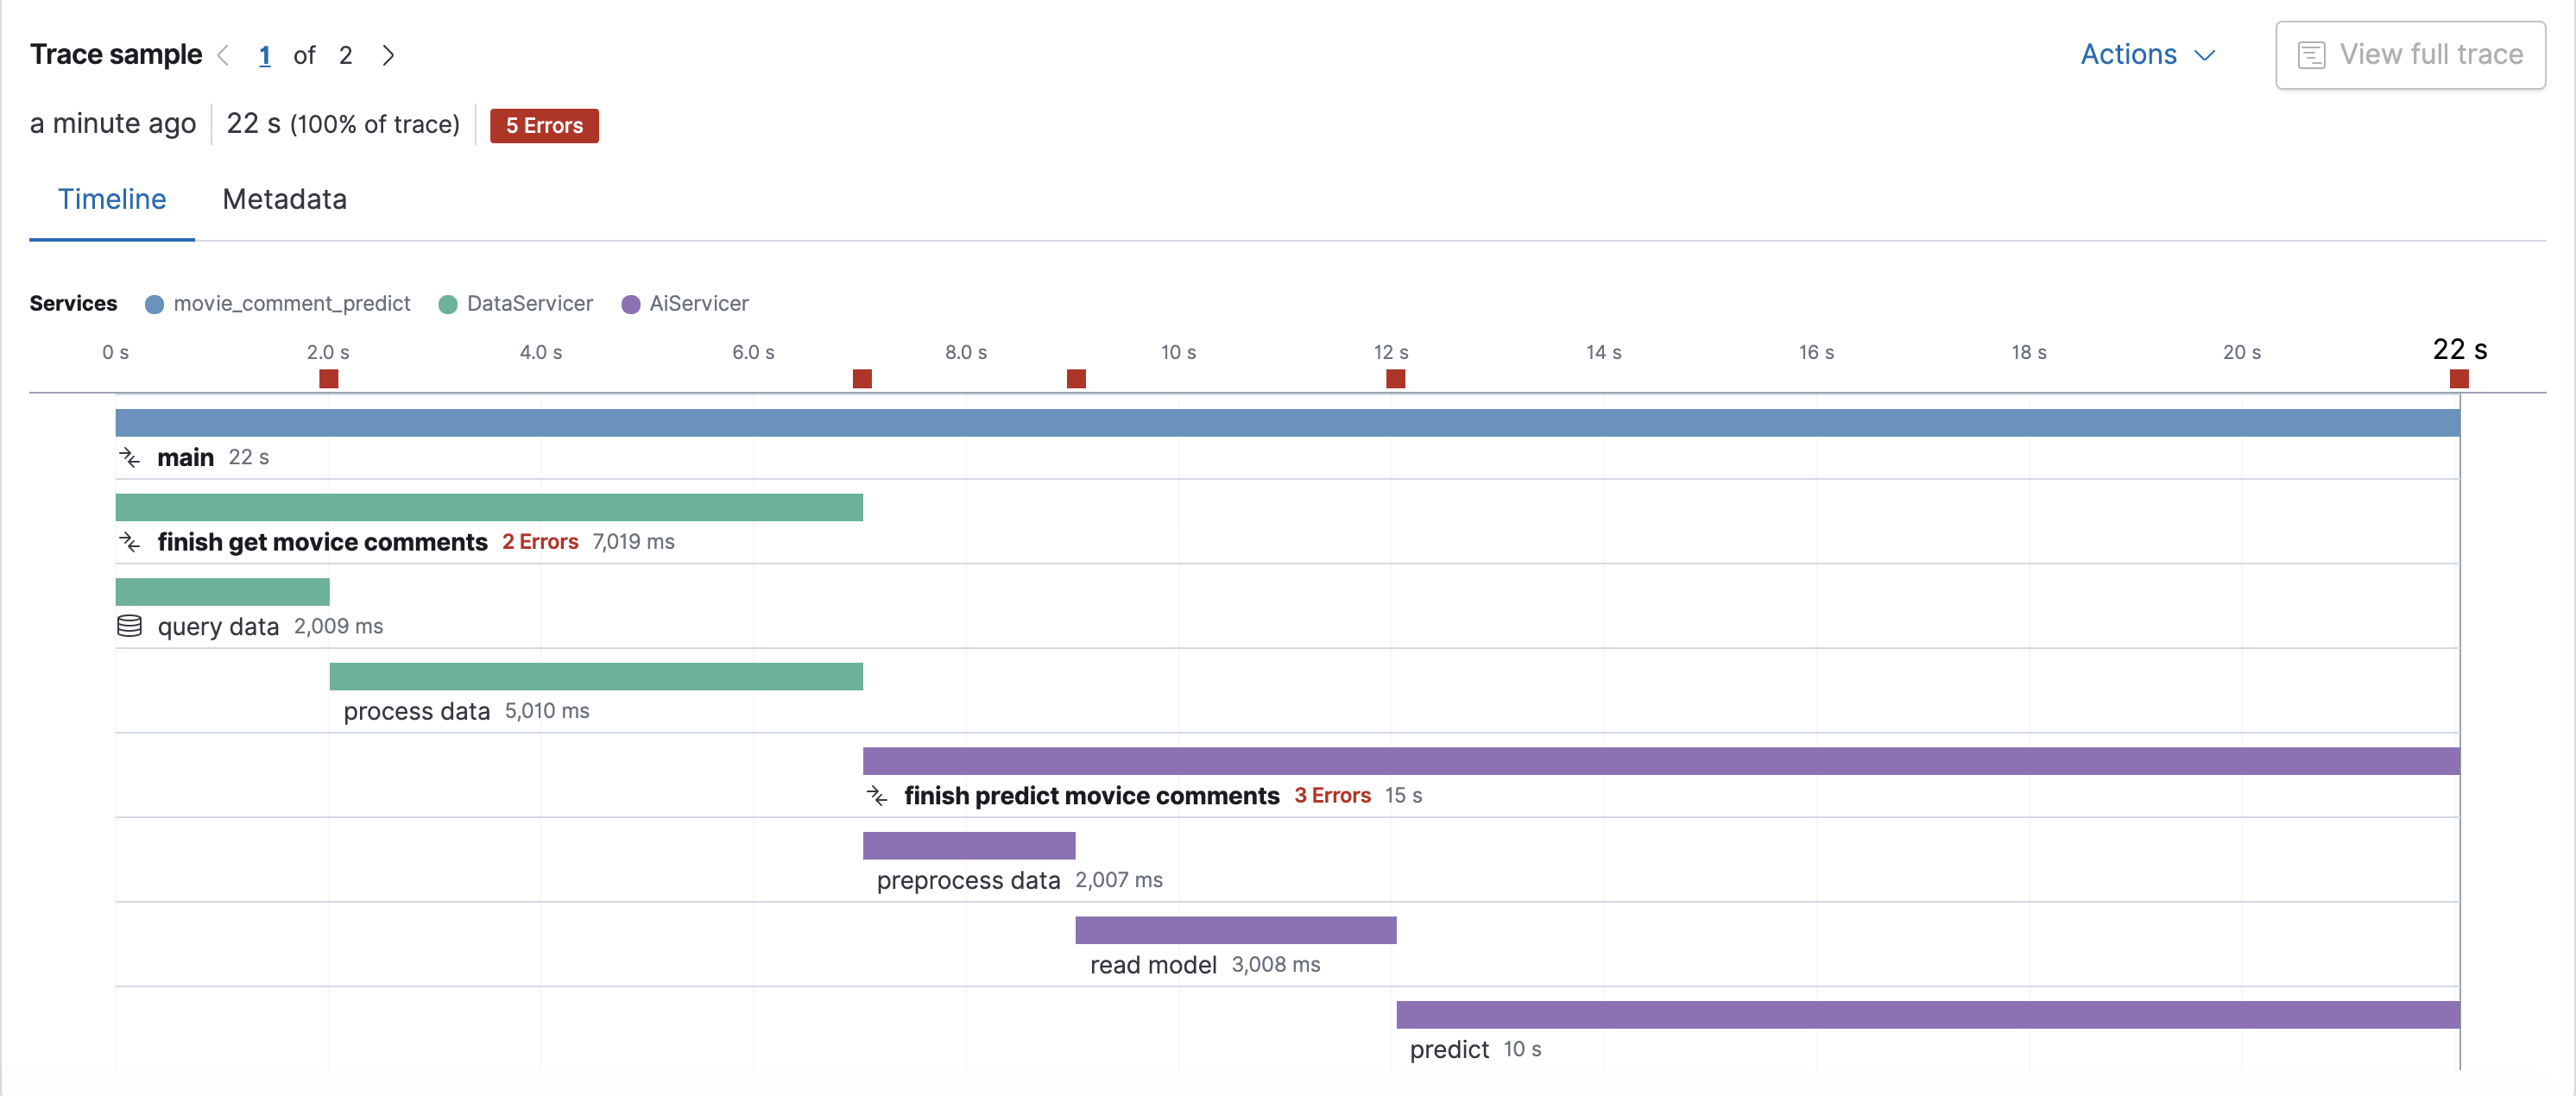 Trace sample 1 of 2
Actions
View full trace
a minute ago 22 s (100% of trace) 5 Errors
Timeline Metadata
Services movie_comment_predict DataServicer AiServicer
0 s 2.0 s 4.0 s 6.0 s 8.0 s 10 s 12 s 14 s 16 s 18 s 20 s 22 s
main 22 s
finish get movice comments 2 Errors 7,019 ms
query data 2,009 ms
process data 5,010 ms
finish predict movice comments 3 Errors 15 s
preprocess data 2,007 ms
read model 3,008 ms
predict 10 s